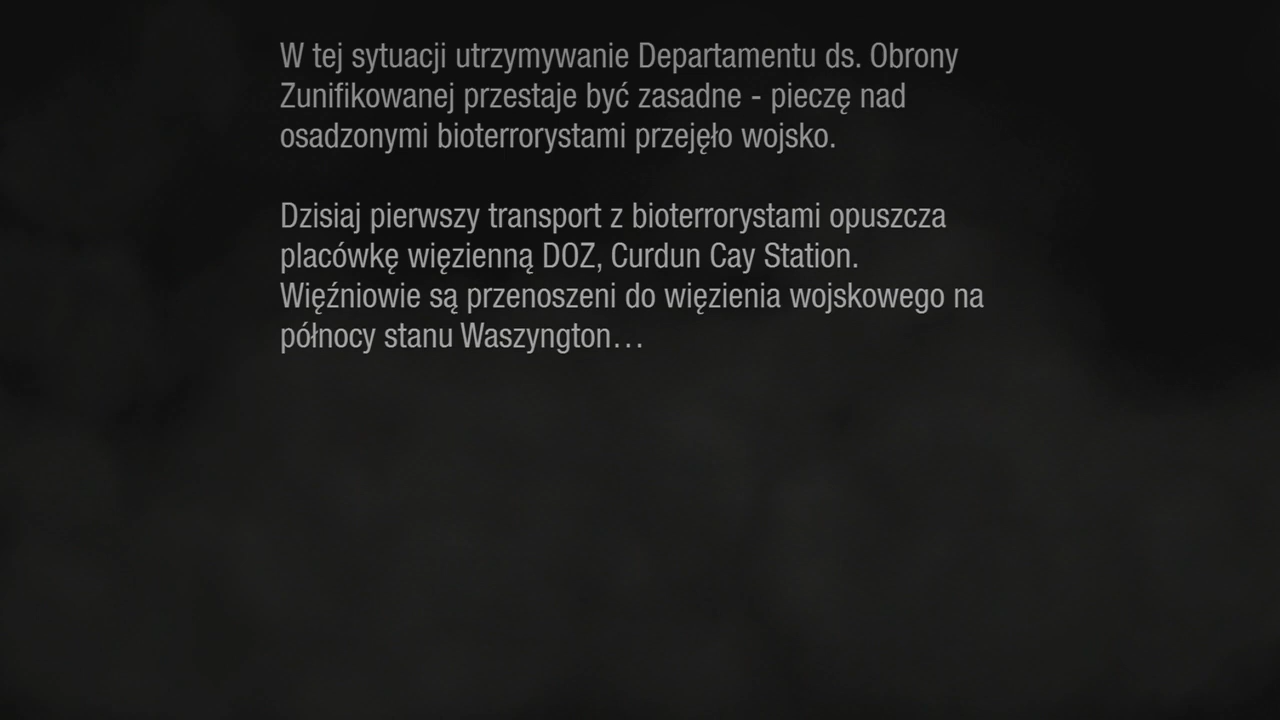 W tej sytuacji utrzymywanie Departamentu ds. Obrony
Zunifikowanej przestaje być zasadne - pieczę nad
osadzonymi bioterrorystami przejęło wojsko.
Dzisiaj pierwszy transport z bioterrorystami opuszcza
placówkę więzienną DOZ, Curdun Cay Station.
Więźniowie są przenoszeni do więzienia wojskowego na
północy stanu Waszyngton…